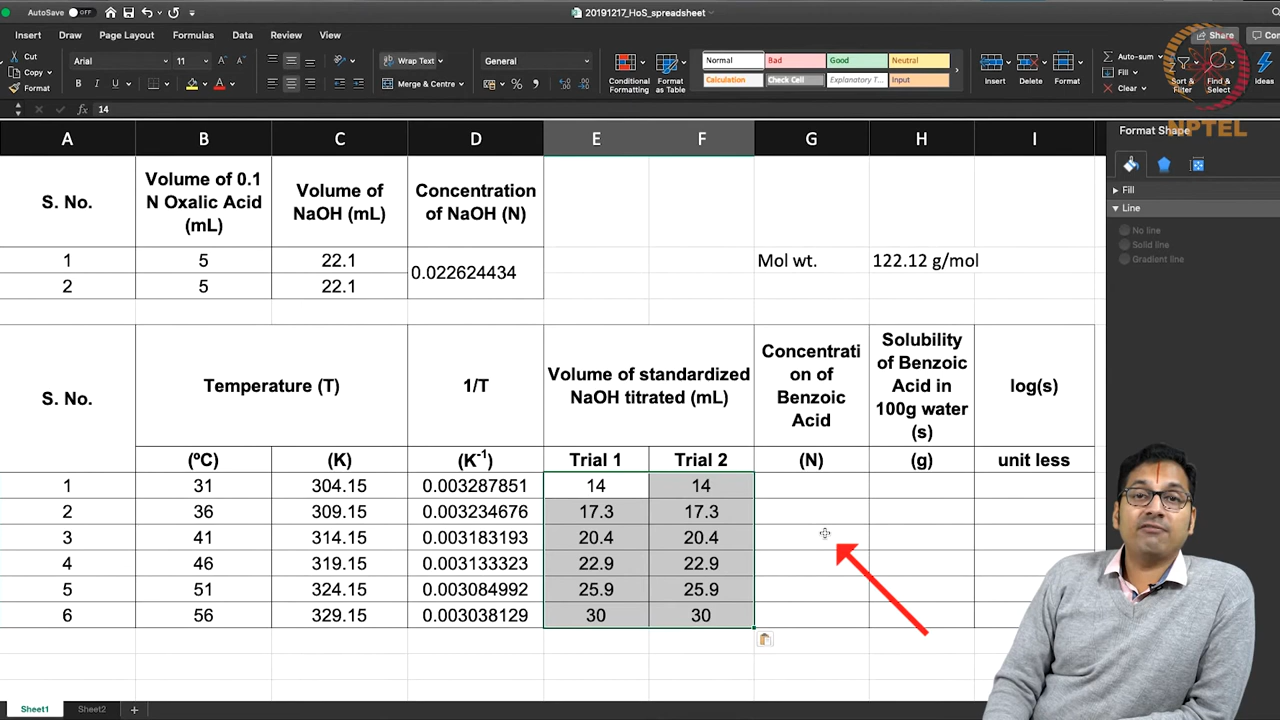 AutoSave OFF
20191217_HoS_spreadsheet
Insert Draw Page Layout Formulas Data Review View
Share
Cut
Copy
Format
Arial 11
Wrap Text
Merge & Centre
General
Conditional Formatting
Format as Table
Normal Bad Good Neutral
Calculation Check Cell Explanatory T... Input
Insert Delete Format
Auto-sum
Fill
Clear
Sort & Filter
Find & Select
Ideas
NPTEL
fx 14
Format Shape
Fill
Line
No line
Solid line
Gradient line
A B C D E F G H I
S. No. Volume of 0.1 N Oxalic Acid (mL) Volume of NaOH (mL) Concentration of NaOH (N)
1 5 22.1 0.022624434 Mol wt. 122.12 g/mol
2 5 22.1
S. No. Temperature (T) 1/T Volume of standardized NaOH titrated (mL) Concentrati on of Benzoic Acid Solubility of Benzoic Acid in 100g water (s) log(s)
(ºC) (K) (K-1) Trial 1 Trial 2 (N) (g) unit less
1 31 304.15 0.003287851 14 14
2 36 309.15 0.003234676 17.3 17.3
3 41 314.15 0.003183193 20.4 20.4
4 46 319.15 0.003133323 22.9 22.9
5 51 324.15 0.003084992 25.9 25.9
6 56 329.15 0.003038129 30 30
Sheet1 Sheet2 +